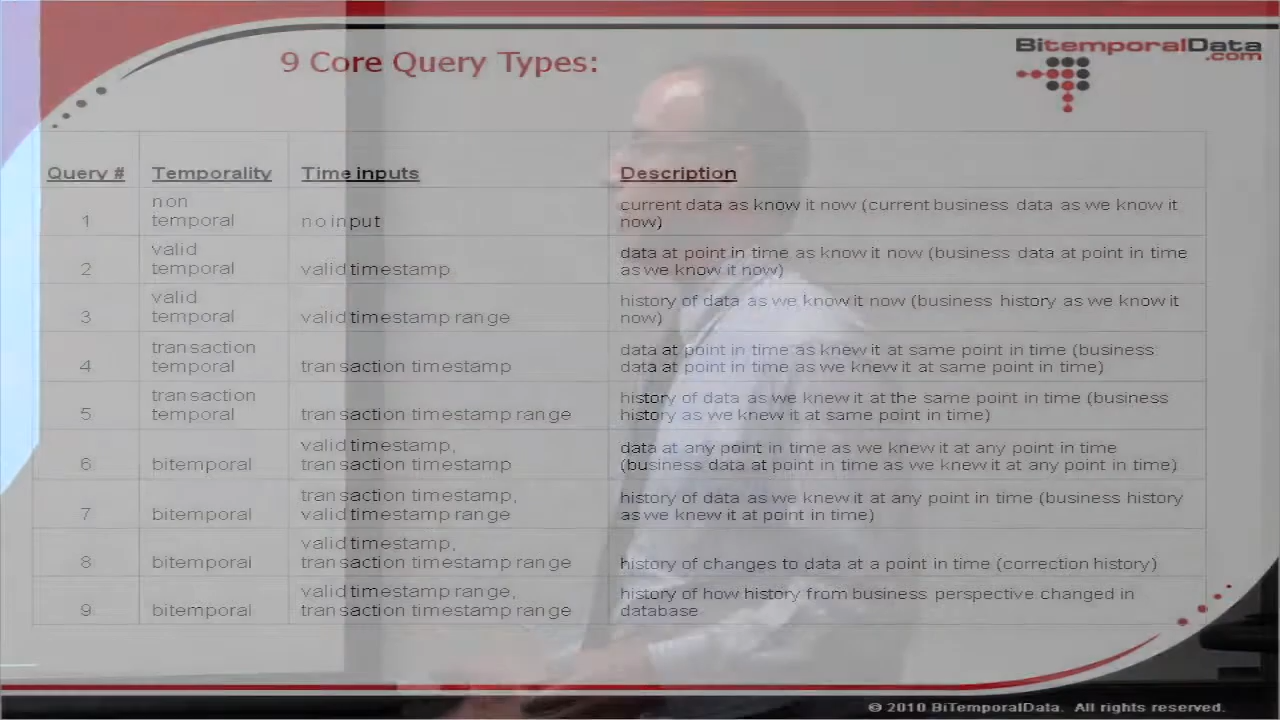 9 Core Query Types:
BitemporalData
.com
Query # Temporality Time inputs Description
1 non temporal no input current data as know it now (current business data as we know it
now)
2 valid temporal valid timestamp data at point in time as know it now (business data at point in time
as we know it now)
3 valid temporal valid timestamp range history of data as we know it now (business history as we know it
now)
4 transaction temporal transaction timestamp data at point in time as knew it at same point in time (business
data at point in time as we knew it at same point in time)
5 transaction temporal transaction timestamp range history of data as we knew it at the same point in time (business
history as we knew it at same point in time)
6 bitemporal valid timestamp, transaction timestamp data at any point in time as we knew it at any point in time
(business data at point in time as we knew it at any point in time)
7 bitemporal transaction timestamp, valid timestamp range history of data as we knew it at any point in time (business history
as we knew it at point in time)
8 bitemporal valid timestamp, transaction timestamp range history of changes to data at a point in time (correction history)
9 bitemporal valid timestamp range, transaction timestamp range history of how history from business perspective changed in
database
© 2010 BiTemporalData. All rights reserved.